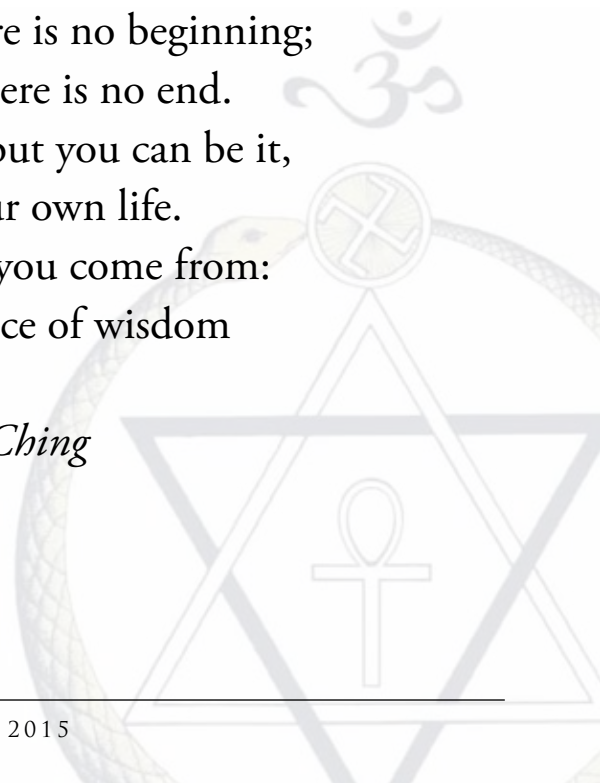 re is no beginning;
ॐ
ere is no end.
out you can be it,
ur own life.
you come from:
ce of wisdom
Ching
2015